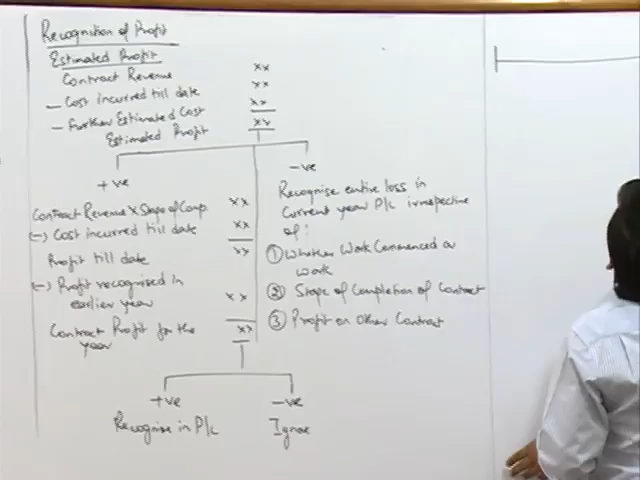 Recognition of Profit
Estimated Profit
Contract Revenue xx
- Cost incurred till date xx
- Further Estimated Cost xx
Estimated Profit xx
+ve
Contract Revenue X Stage of Comp. xx
(-) Cost incurred till date xx
Profit till date xx
(-) Profit recognised in
earlier year xx
Contract Profit for the xx
year
+ve -ve
Recognise in P/L Ignore
-ve
Recognise entire loss in
Current year P/L irrespective
of:
① Whether Work Commenced or
work
② Stage of Completion of Contract
③ Profit on Other Contract